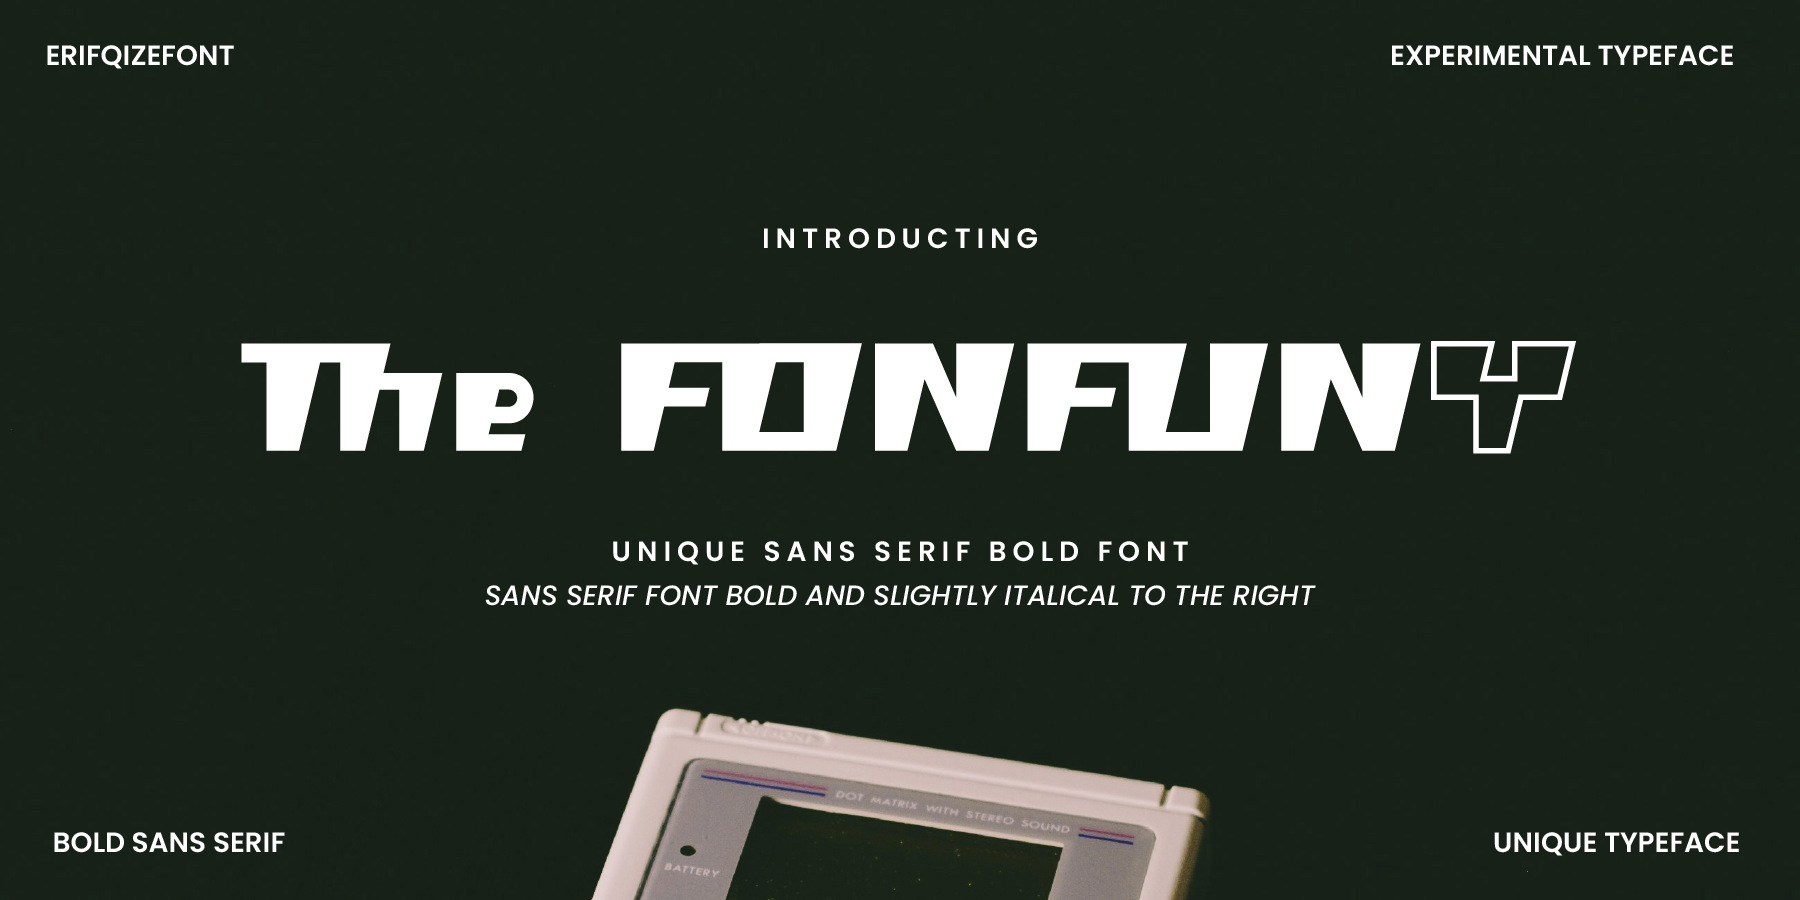 ERIFQIZEFONT
EXPERIMENTAL TYPEFACE
INTRODUCTING
The FONFUNY
UNIQUE SANS SERIF BOLD FONT
SANS SERIF FONT BOLD AND SLIGHTLY ITALICAL TO THE RIGHT
DOT MATRIX WITH STEREO SOUND
BATTERY
BOLD SANS SERIF
UNIQUE TYPEFACE